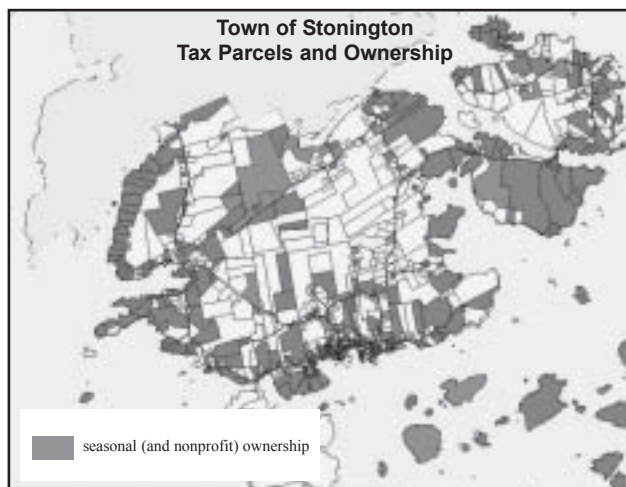 Town of Stonington
Tax Parcels and Ownership
seasonal (and nonprofit) ownership